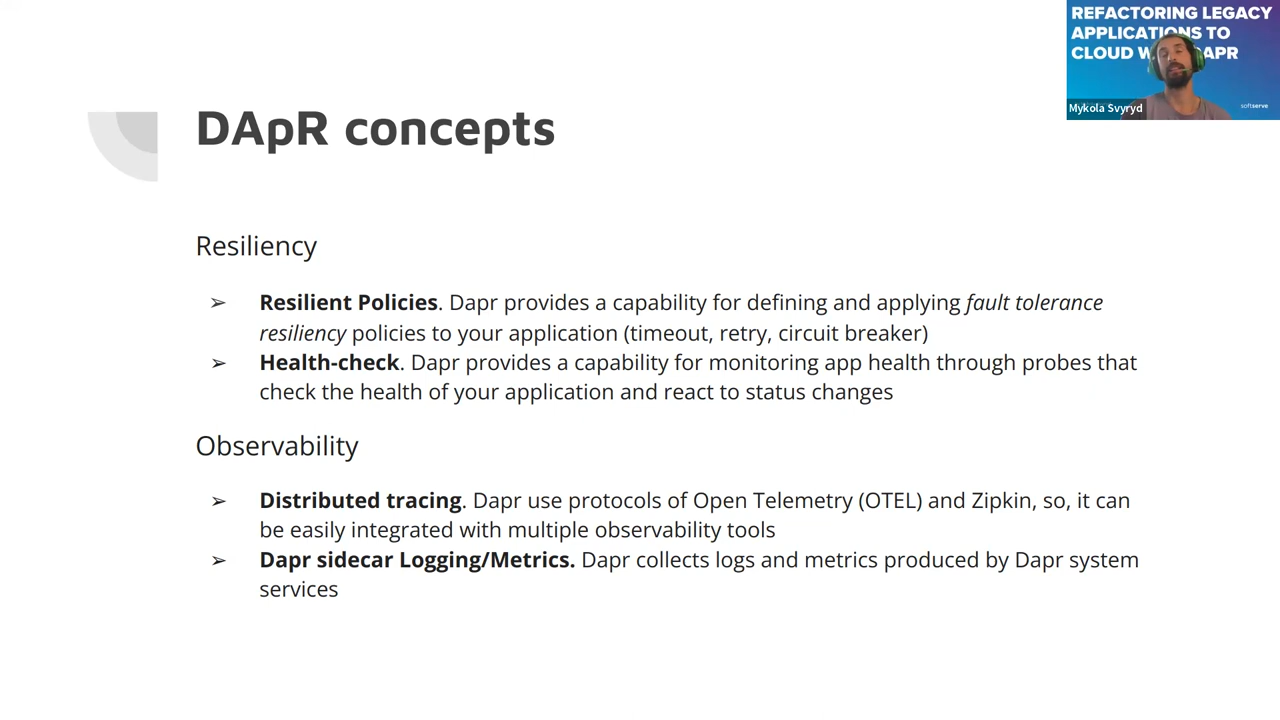 REFACTORING LEGACY
APPLICATIONS TO
CLOUD W APR
Mykola Svyryd
softserve
DApR concepts
Resiliency
➢ Resilient Policies. Dapr provides a capability for defining and applying fault tolerance
resiliency policies to your application (timeout, retry, circuit breaker)
➢ Health-check. Dapr provides a capability for monitoring app health through probes that
check the health of your application and react to status changes
Observability
➢ Distributed tracing. Dapr use protocols of Open Telemetry (OTEL) and Zipkin, so, it can
be easily integrated with multiple observability tools
➢ Dapr sidecar Logging/Metrics. Dapr collects logs and metrics produced by Dapr system
services